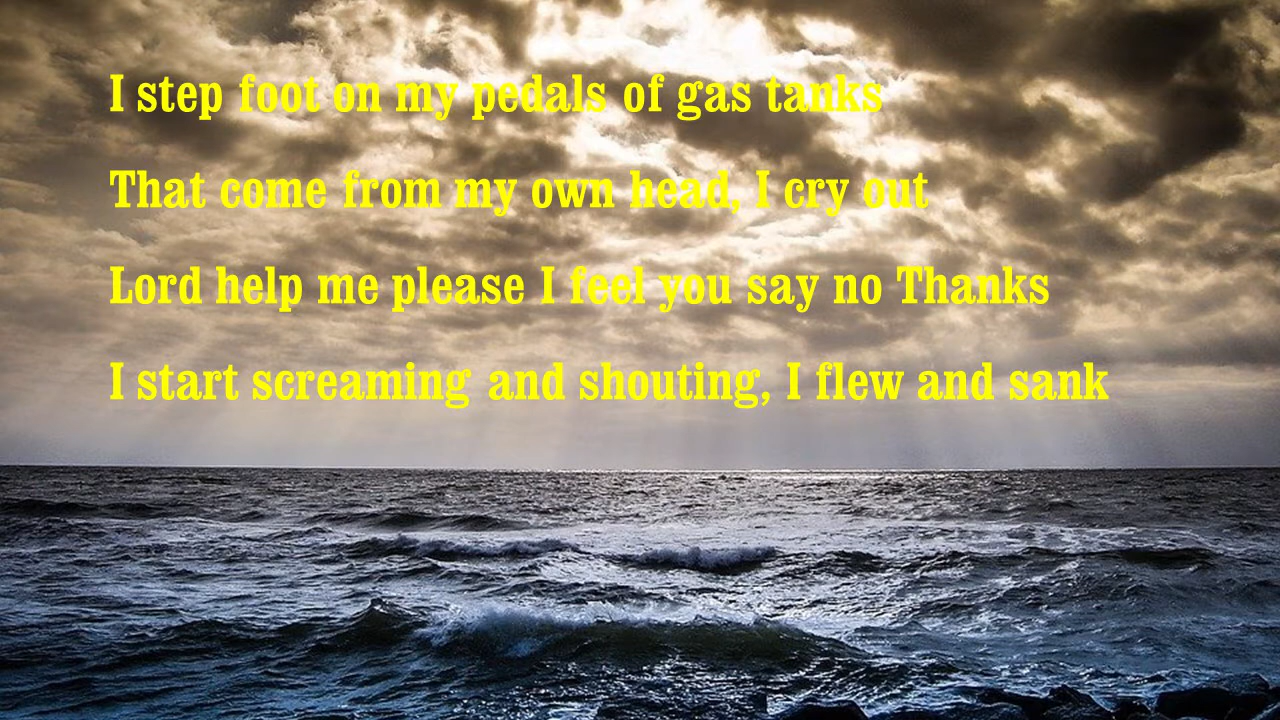 I step foot on my pedals of gas tanks
That come from my own head, I cry out
Lord help me please I feel you say no Thanks
I start screaming and shouting, I flew and sank